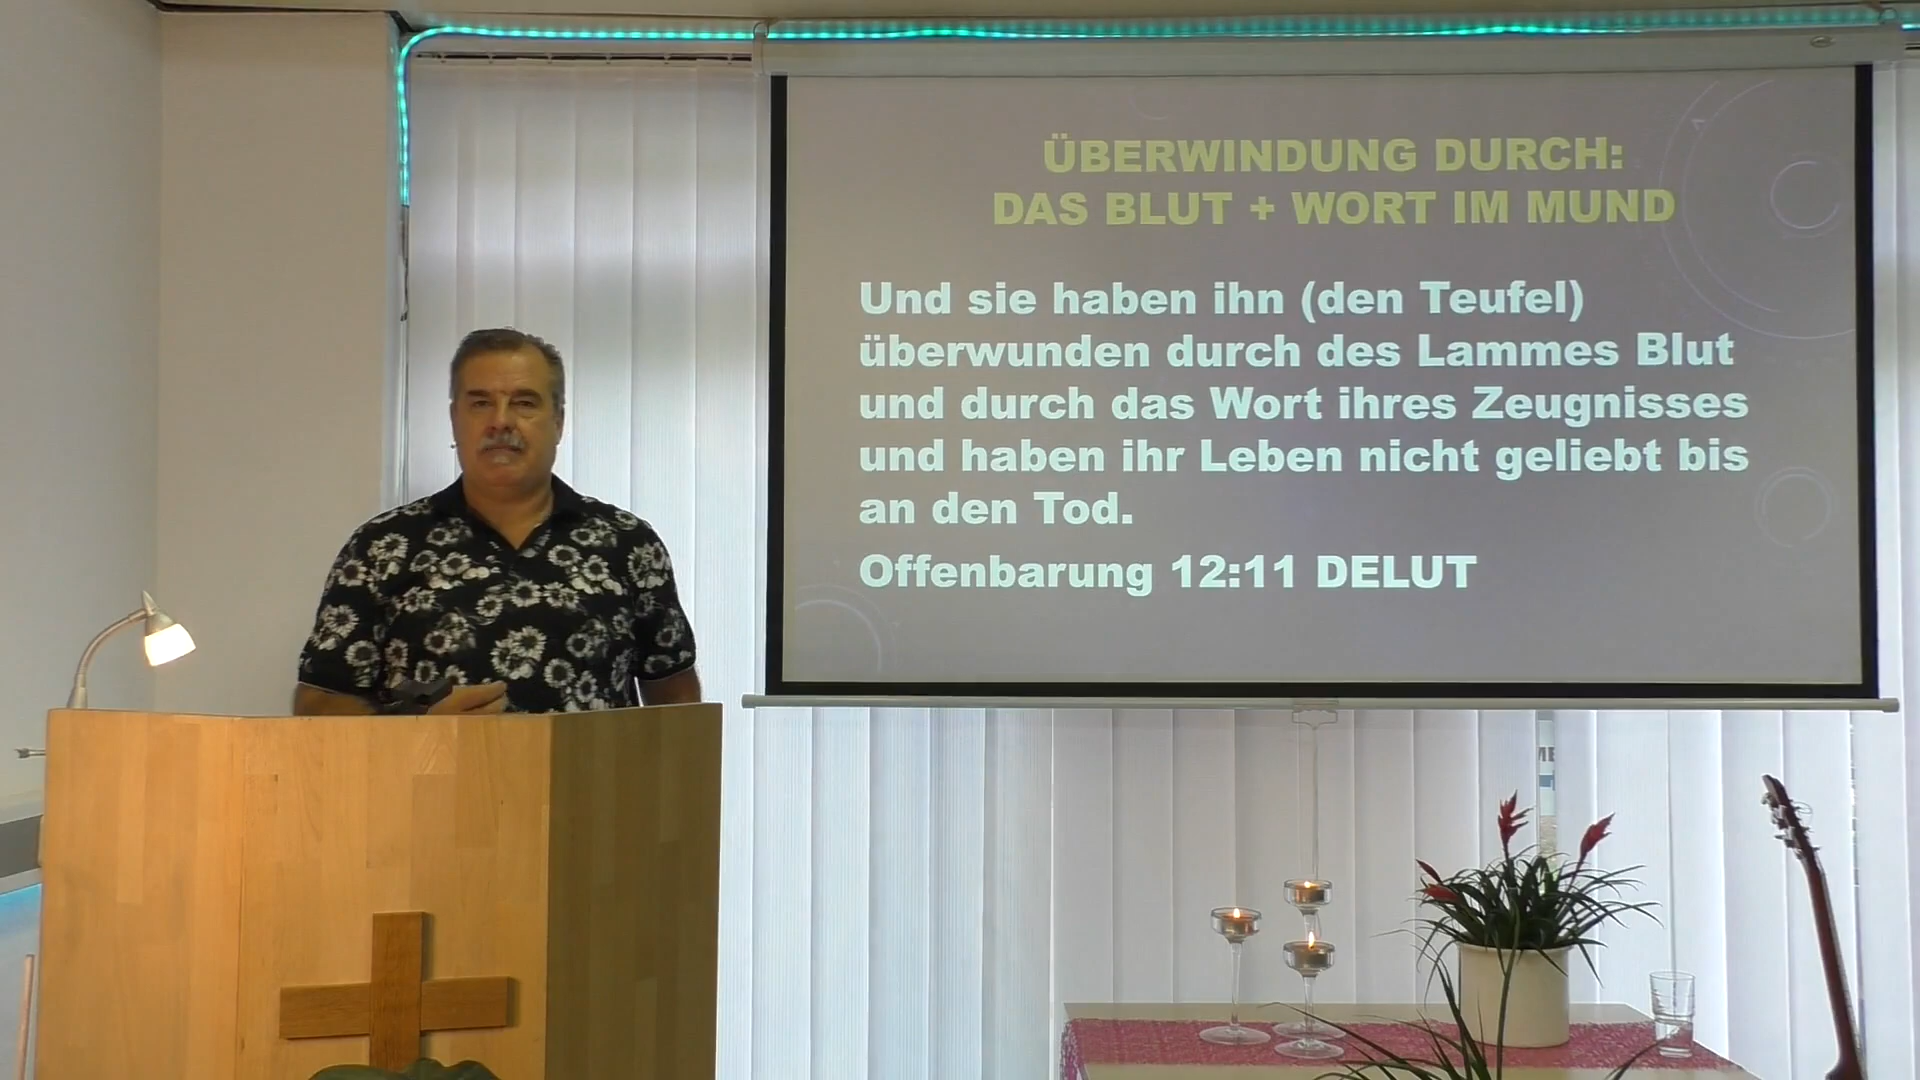 ÜBERWINDUNG DURCH:
DAS BLUT + WORT IM MUND
Und sie haben ihn (den Teufel)
überwunden durch des Lammes Blut
und durch das Wort ihres Zeugnisses
und haben ihr Leben nicht geliebt bis
an den Tod.
Offenbarung 12:11 DELUT